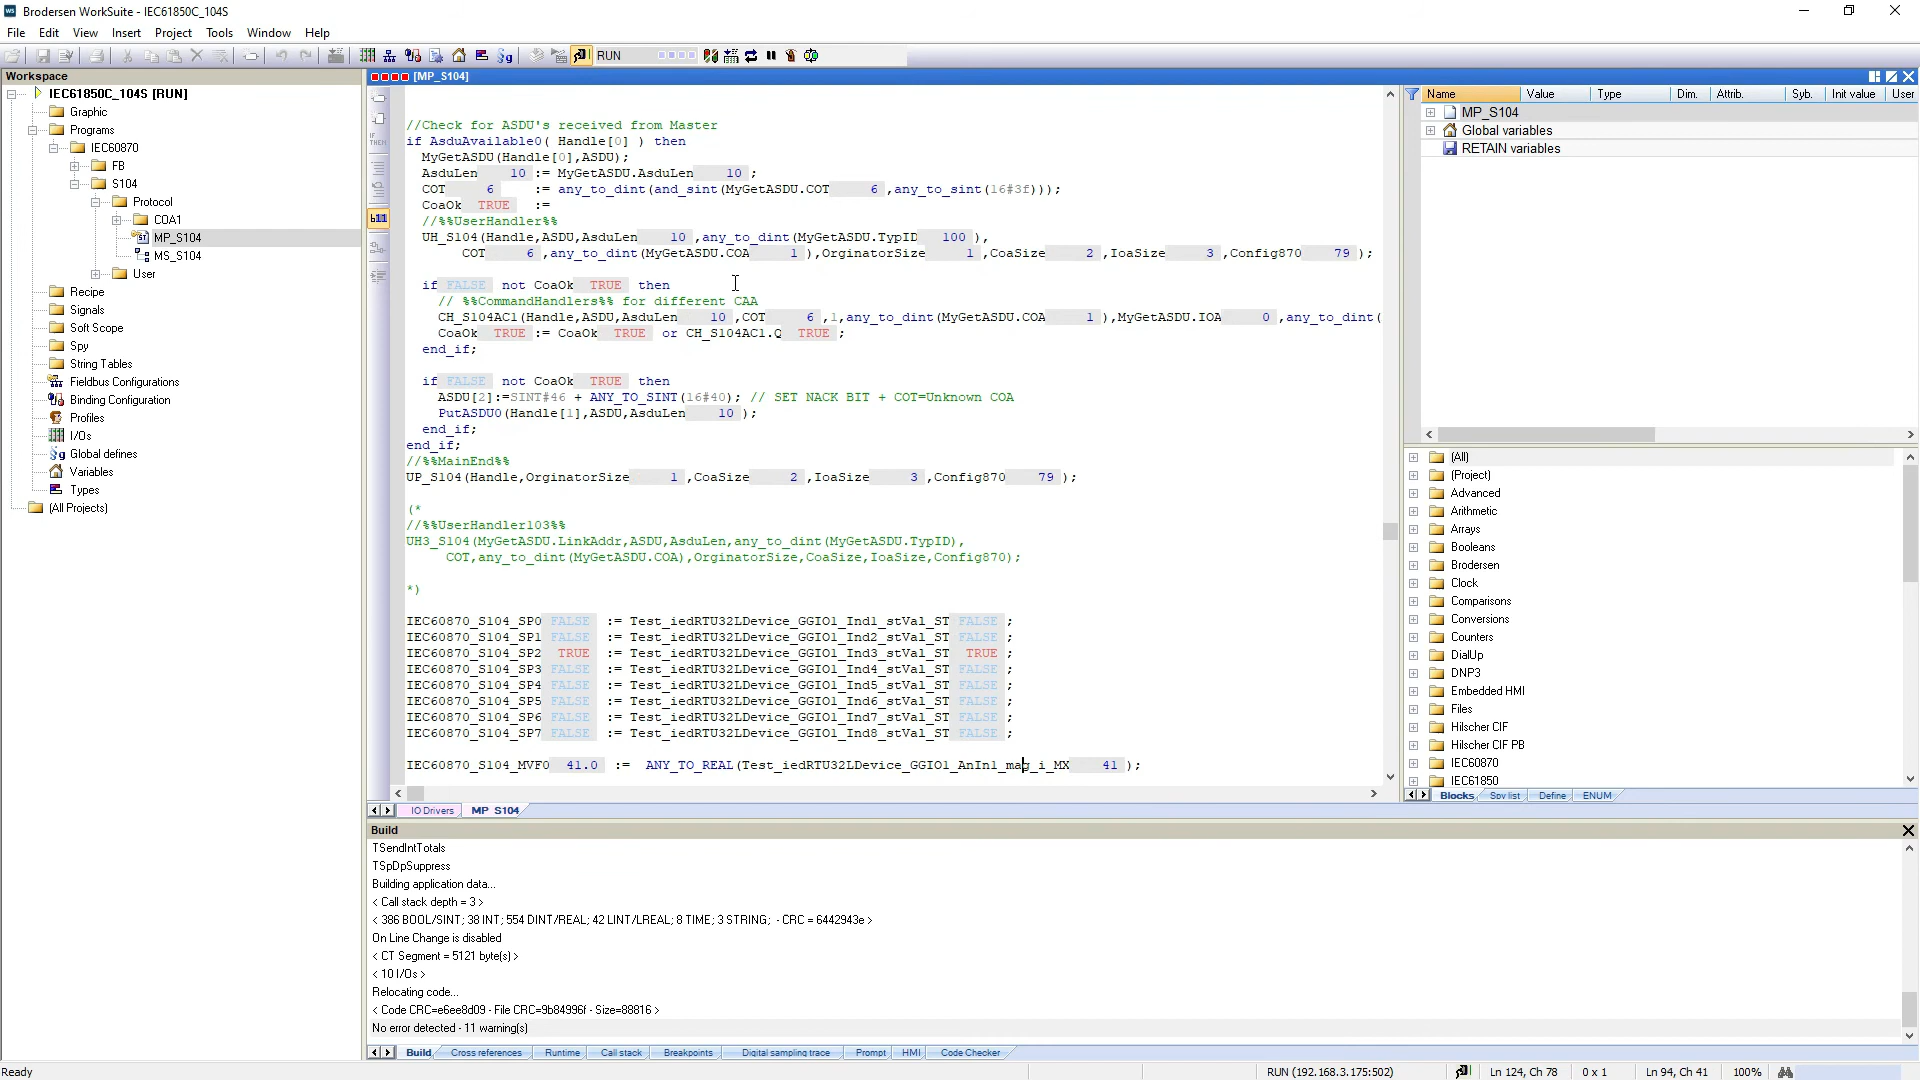 Brodersen WorkSuite - IEC61850C_104S
File Edit View Insert Project Tools Window Help
RUN
Workspace
IEC61850C_104S [RUN]
Graphic
Programs
IEC60870
FB
S104
Protocol
COA1
MP_S104
MS_S104
User
Recipe
Signals
Soft Scope
Spy
String Tables
Fieldbus Configurations
Binding Configuration
Profiles
I/Os
Global defines
Variables
Types
(All Projects)
[MP_S104]
//Check for ASDU's received from Master
if AsduAvailable0( Handle[0] ) then
MyGetASDU(Handle[0],ASDU);
AsduLen 10 := MyGetASDU.AsduLen 10 ;
COT 6 := any_to_dint(and_sint(MyGetASDU.COT 6 ,any_to_sint(16#3f)));
CoaOk TRUE :=
//%%UserHandler%%
UH_S104(Handle,ASDU,AsduLen 10 ,any_to_dint(MyGetASDU.TypID 100 ),
COT 6 ,any_to_dint(MyGetASDU.COA 1 ),OrginatorSize 1 ,CoaSize 2 ,IoaSize 3 ,Config870 79 );
if FALSE not CoaOk TRUE then
// %%CommandHandlers%% for different CAA
CH_S104AC1(Handle,ASDU,AsduLen 10 ,COT 6 ,1,any_to_dint(MyGetASDU.COA 1 ),MyGetASDU.IOA 0 ,any_to_dint(
CoaOk TRUE := CoaOk TRUE or CH_S104AC1.Q TRUE ;
end_if;
if FALSE not CoaOk TRUE then
ASDU[2]:=SINT#46 + ANY_TO_SINT(16#40); // SET NACK BIT + COT=Unknown COA
PutASDU0(Handle[1],ASDU,AsduLen 10 );
end_if;
end_if;
//%%MainEnd%%
UP_S104(Handle,OrginatorSize 1 ,CoaSize 2 ,IoaSize 3 ,Config870 79 );
(*
//%%UserHandler103%%
UH3_S104(MyGetASDU.LinkAddr,ASDU,AsduLen,any_to_dint(MyGetASDU.TypID),
COT,any_to_dint(MyGetASDU.COA),OrginatorSize,CoaSize,IoaSize,Config870);
*)
IEC60870_S104_SP0 FALSE := Test_iedRTU32LDevice_GGIO1_Ind1_stVal_ST FALSE ;
IEC60870_S104_SP1 FALSE := Test_iedRTU32LDevice_GGIO1_Ind2_stVal_ST FALSE ;
IEC60870_S104_SP2 TRUE := Test_iedRTU32LDevice_GGIO1_Ind3_stVal_ST TRUE ;
IEC60870_S104_SP3 FALSE := Test_iedRTU32LDevice_GGIO1_Ind4_stVal_ST FALSE ;
IEC60870_S104_SP4 FALSE := Test_iedRTU32LDevice_GGIO1_Ind5_stVal_ST FALSE ;
IEC60870_S104_SP5 FALSE := Test_iedRTU32LDevice_GGIO1_Ind6_stVal_ST FALSE ;
IEC60870_S104_SP6 FALSE := Test_iedRTU32LDevice_GGIO1_Ind7_stVal_ST FALSE ;
IEC60870_S104_SP7 FALSE := Test_iedRTU32LDevice_GGIO1_Ind8_stVal_ST FALSE ;
IEC60870_S104_MVF0 41.0 := ANY_TO_REAL(Test_iedRTU32LDevice_GGIO1_AnIn1_mag_i_MX 41 );
IO Drivers MP_S104
Name Value Type Dim. Attrib. Syb. Init value User
MP_S104
Global variables
RETAIN variables
(All)
(Project)
Advanced
Arithmetic
Arrays
Booleans
Brodersen
Clock
Comparisons
Conversions
Counters
DialUp
DNP3
Embedded HMI
Files
Hilscher CIF
Hilscher CIF PB
IEC60870
IEC61850
Blocks Spy list Define ENUM
Build
TSendIntTotals
TSpDpSuppress
Building application data...
< Call stack depth = 3 >
< 386 BOOL/SINT; 38 INT; 554 DINT/REAL; 42 LINT/LREAL; 8 TIME; 3 STRING; - CRC = 6442943e >
On Line Change is disabled
< CT Segment = 5121 byte(s) >
< 10 I/Os >
Relocating code...
< Code CRC=e6ee8d09 - File CRC=9b84996f - Size=88816 >
No error detected - 11 warning(s)
Build Cross references Runtime Call stack Breakpoints Digital sampling trace Prompt HMI Code Checker
Ready RUN (192.168.3.175:502) Ln 124, Ch 78 0 x 1 Ln 94, Ch 41 100%